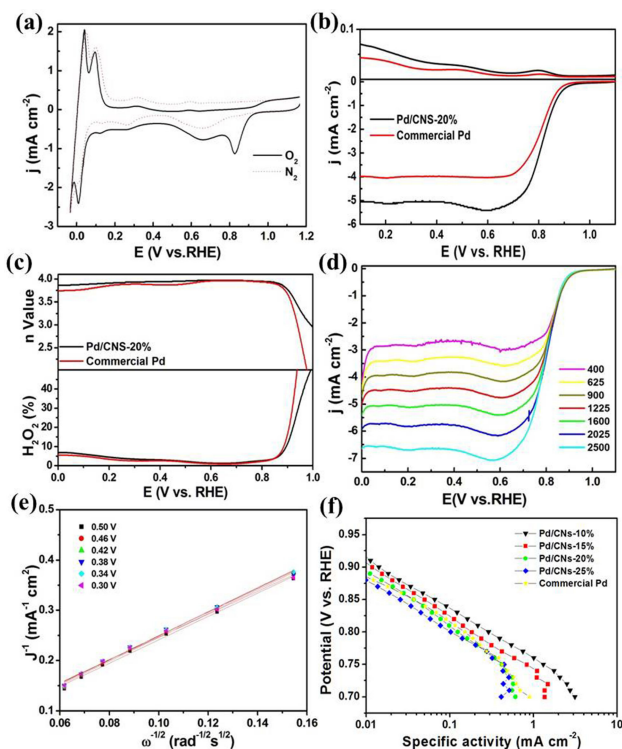 (a)
2
1
0
-1
-2
-3
j (mA cm-2)
O2
N2
0.0 0.2 0.4 0.6 0.8 1.0 1.2
E (V vs.RHE)
(b)
0.1
0
-1
-2
-3
-4
-5
-6
j (mA cm-2)
Pd/CNS-20%
Commercial Pd
0.2 0.4 0.6 0.8 1.0
E (V vs.RHE)
(c)
4.0
3.5
3.0
2.5
n Value
Pd/CNS-20%
Commercial Pd
50
40
30
20
10
0
H2O2 (%)
0.0 0.2 0.4 0.6 0.8 1.0
E (V vs. RHE)
(d)
0
-1
-2
-3
-4
-5
-6
-7
j (mA cm-2)
400
625
900
1225
1600
2025
2500
0.0 0.2 0.4 0.6 0.8 1.0
E(V vs.RHE)
(e)
0.5
0.4
0.3
0.2
0.1
J-1 (mA-1 cm2)
0.50 V
0.46 V
0.42 V
0.38 V
0.34 V
0.30 V
0.06 0.08 0.10 0.12 0.14 0.16
ω-1/2 (rad-1/2s1/2)
(f)
0.95
0.90
0.85
0.80
0.75
0.70
Potential (V vs. RHE)
Pd/CNs-10%
Pd/CNs-15%
Pd/CNs-20%
Pd/CNs-25%
Commercial Pd
0.01 0.1 1 10
Specific activity (mA cm-2)